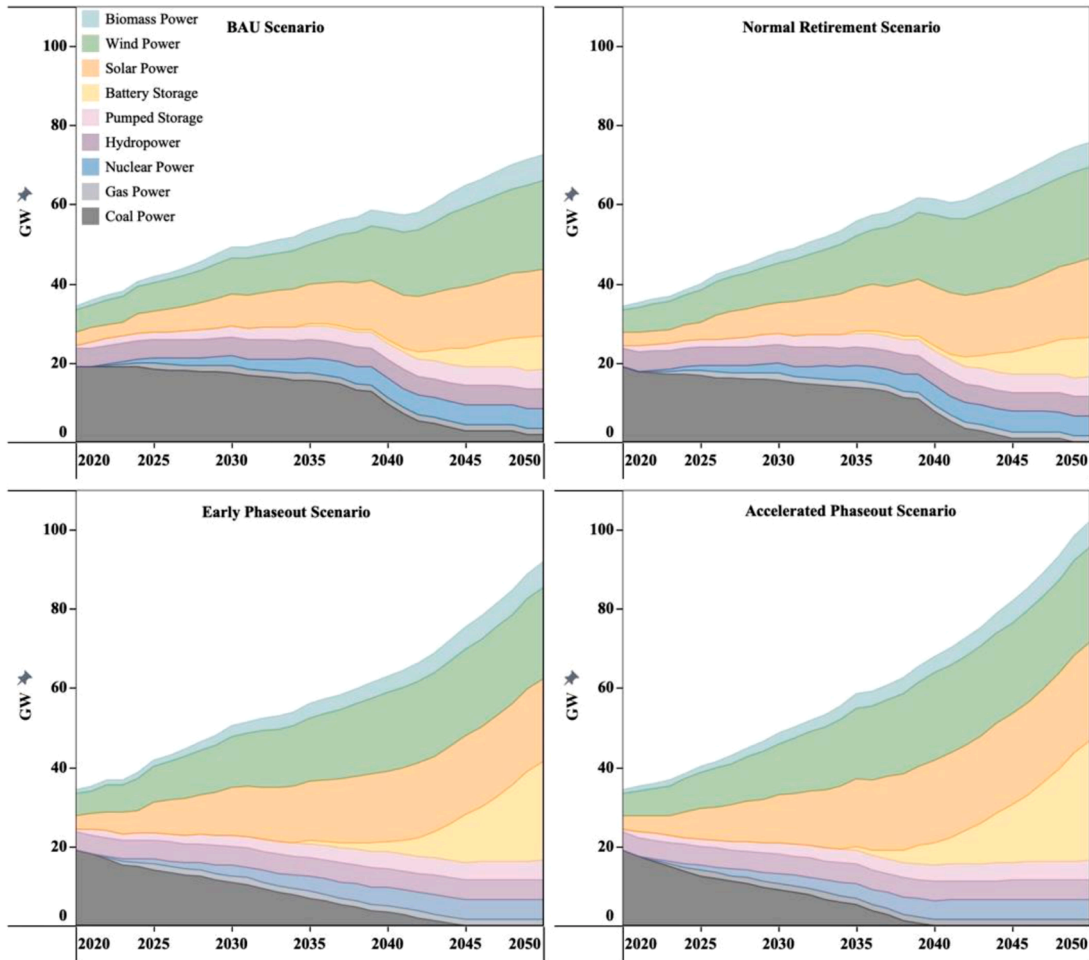 BAU Scenario
Biomass Power
Wind Power
Solar Power
Battery Storage
Pumped Storage
Hydropower
Nuclear Power
Gas Power
Coal Power
100
80
60
40
20
0
GW
2020 2025 2030 2035 2040 2045 2050
Normal Retirement Scenario
100
80
60
40
20
0
GW
2020 2025 2030 2035 2040 2045 2050
Early Phaseout Scenario
100
80
60
40
20
0
GW
2020 2025 2030 2035 2040 2045 2050
Accelerated Phaseout Scenario
100
80
60
40
20
0
GW
2020 2025 2030 2035 2040 2045 2050